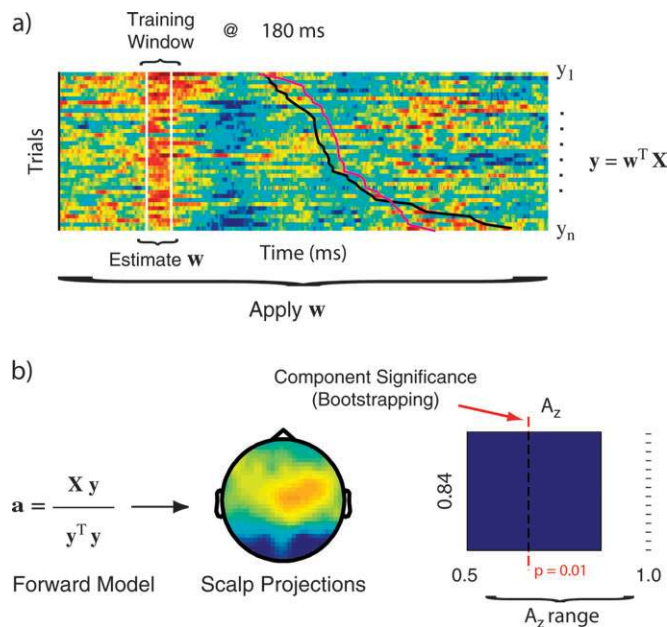 a)
Training
Window
@ 180 ms
Trials
y1
yn
y = wT X
Estimate w
Time (ms)
Apply w
b)
Component Significance
(Bootstrapping)
Az
a =
X y
yT y
0.84
0.5
p = 0.01
1.0
Forward Model
Scalp Projections
Az range